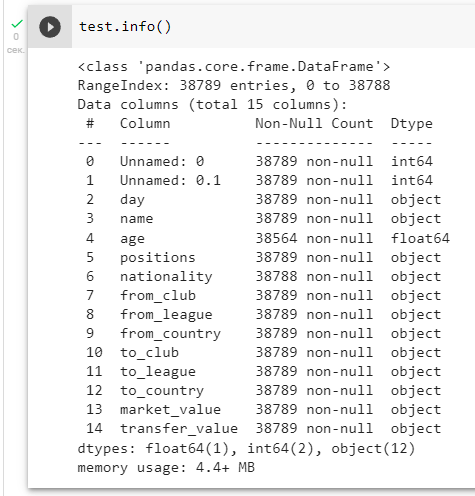 test.info()
0
сек.
<class 'pandas.core.frame.DataFrame'>
RangeIndex: 38789 entries, 0 to 38788
Data columns (total 15 columns):
 #   Column          Non-Null Count  Dtype
---  ------          --------------  -----
 0   Unnamed: 0      38789 non-null  int64
 1   Unnamed: 0.1    38789 non-null  int64
 2   day             38789 non-null  object
 3   name            38789 non-null  object
 4   age             38564 non-null  float64
 5   positions       38789 non-null  object
 6   nationality     38788 non-null  object
 7   from_club       38789 non-null  object
 8   from_league     38789 non-null  object
 9   from_country    38789 non-null  object
 10  to_club         38789 non-null  object
 11  to_league       38789 non-null  object
 12  to_country      38789 non-null  object
 13  market_value    38789 non-null  object
 14  transfer_value  38789 non-null  object
dtypes: float64(1), int64(2), object(12)
memory usage: 4.4+ MB